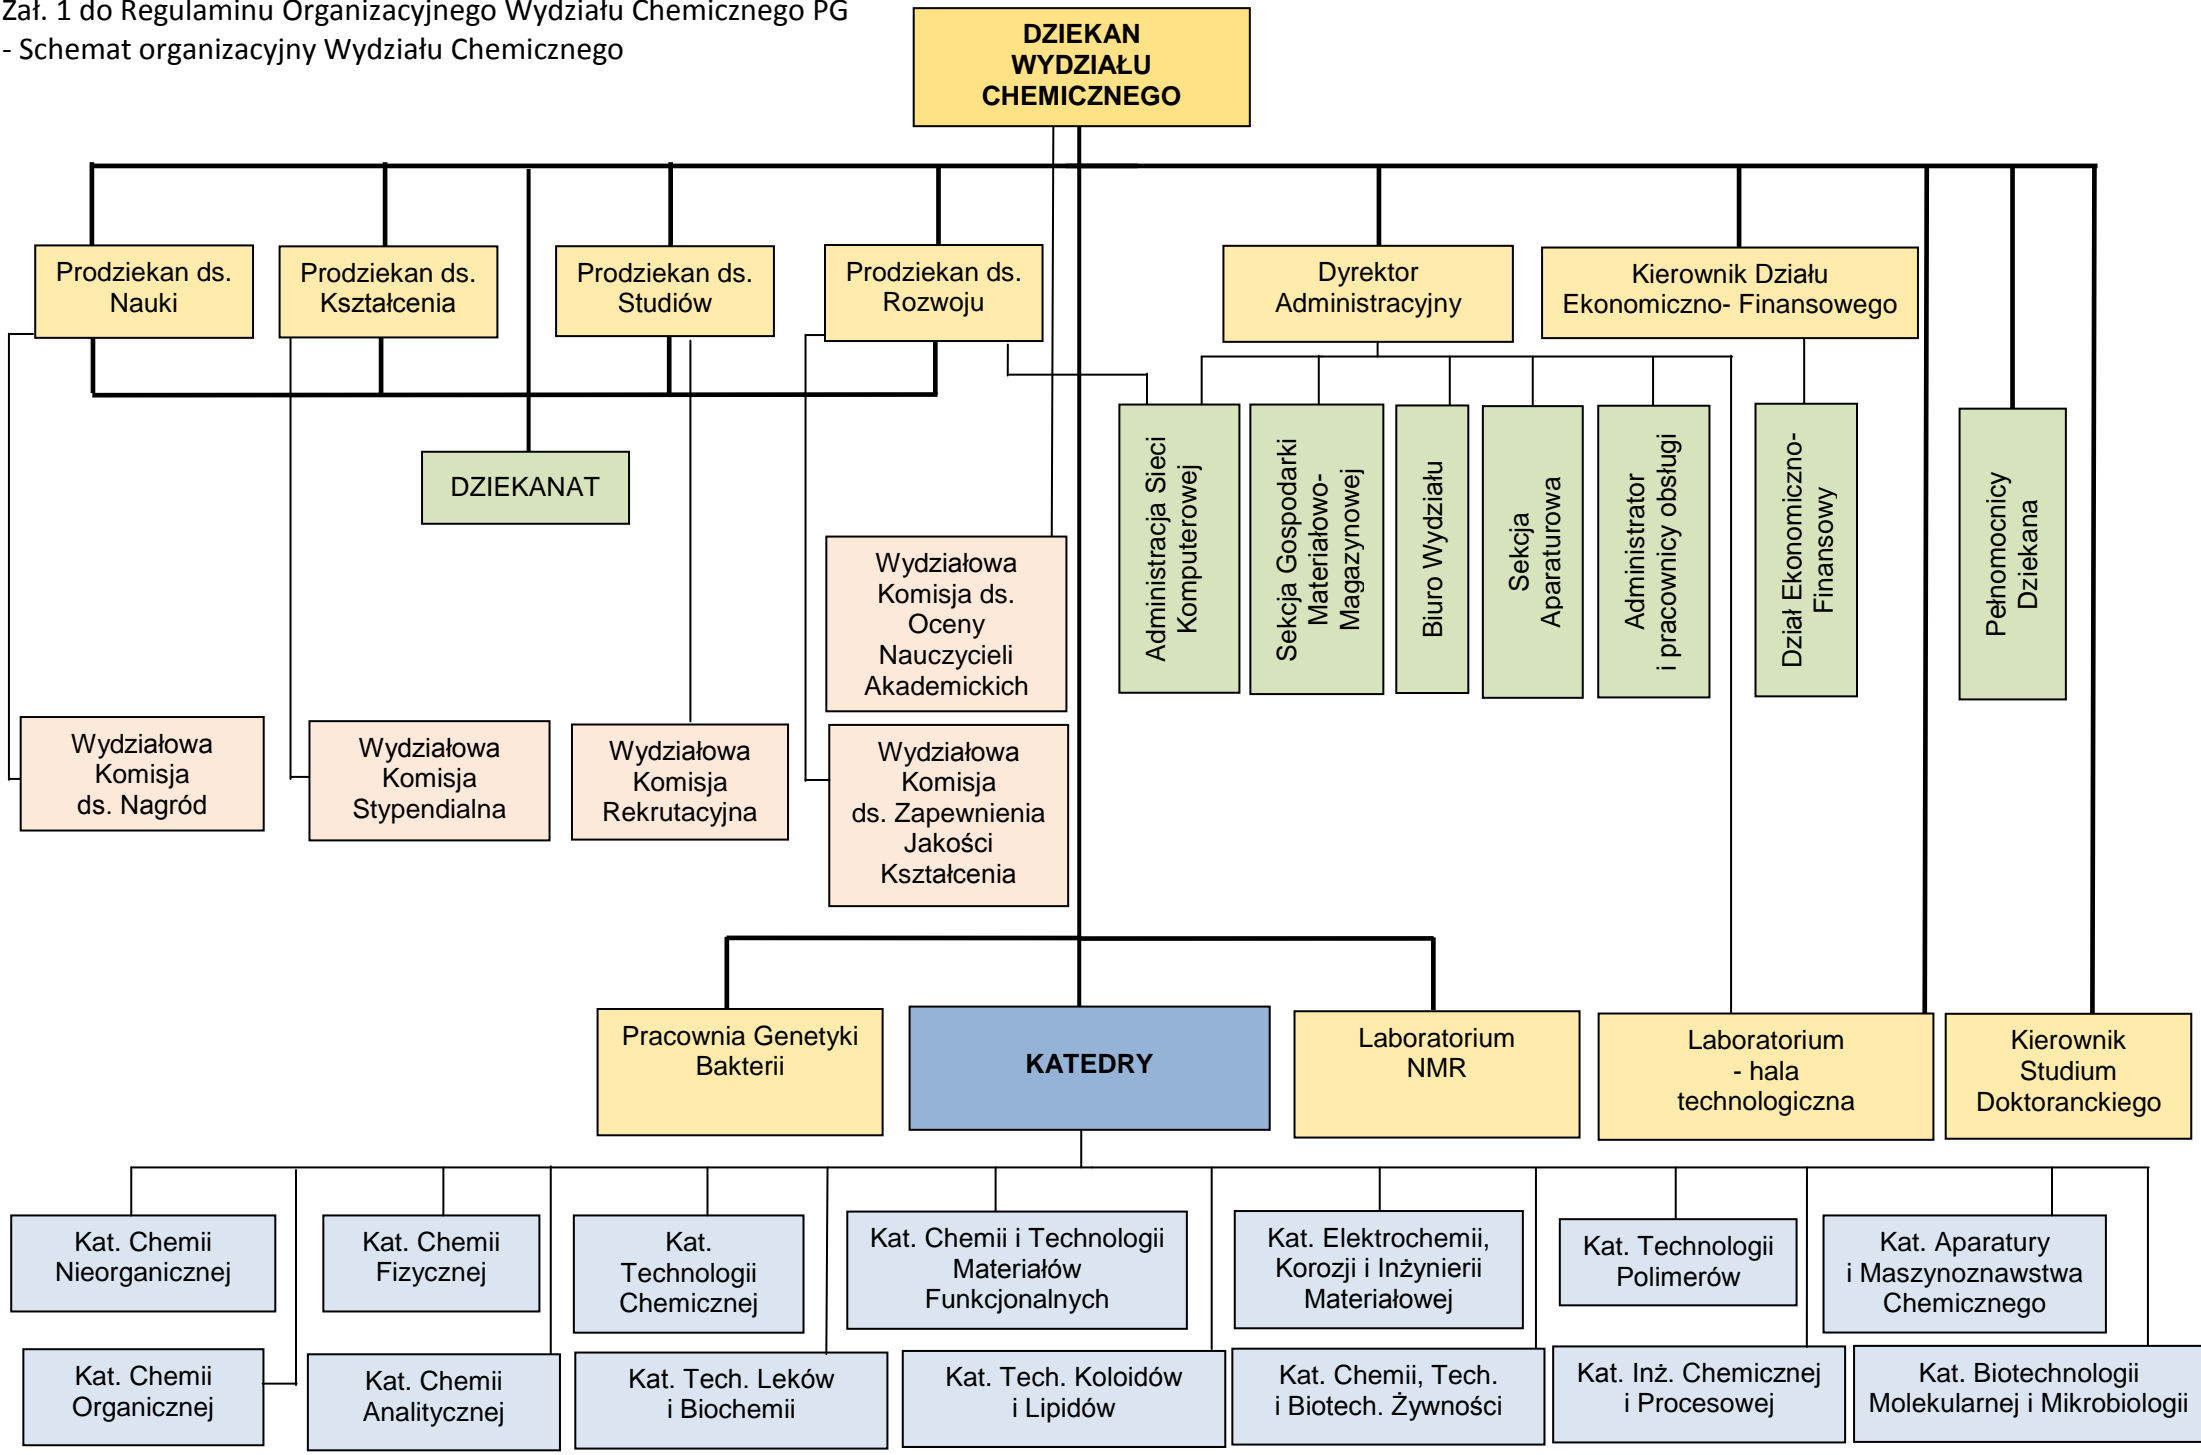 Zał. 1 do Regulaminu Organizacyjnego Wydziału Chemicznego PG
- Schemat organizacyjny Wydziału Chemicznego
DZIEKAN
WYDZIAŁU
CHEMICZNEGO
Prodziekan ds.
Nauki
Prodziekan ds.
Kształcenia
Prodziekan ds.
Studiów
Prodziekan ds.
Rozwoju
Dyrektor
Administracyjny
Kierownik Działu
Ekonomiczno- Finansowego
DZIEKANAT
Administracja Sieci
Komputerowej
Sekcja Gospodarki
Materiałowo-
Magazynowej
Biuro Wydziału
Sekcja
Aparaturowa
Administrator
i pracownicy obsługi
Dział Ekonomiczno-
Finansowy
Pełnomocnicy
Dziekana
Wydziałowa
Komisja ds.
Oceny
Nauczycieli
Akademickich
Wydziałowa
Komisja
ds. Nagród
Wydziałowa
Komisja
Stypendialna
Wydziałowa
Komisja
Rekrutacyjna
Wydziałowa
Komisja
ds. Zapewnienia
Jakości
Kształcenia
Pracownia Genetyki
Bakterii
KATEDRY
Laboratorium
NMR
Laboratorium
- hala
technologiczna
Kierownik
Studium
Doktoranckiego
Kat. Chemii
Nieorganicznej
Kat. Chemii
Fizycznej
Kat.
Technologii
Chemicznej
Kat. Chemii i Technologii
Materiałów
Funkcjonalnych
Kat. Elektrochemii,
Korozji i Inżynierii
Materiałowej
Kat. Technologii
Polimerów
Kat. Aparatury
i Maszynoznawstwa
Chemicznego
Kat. Chemii
Organicznej
Kat. Chemii
Analitycznej
Kat. Tech. Leków
i Biochemii
Kat. Tech. Koloidów
i Lipidów
Kat. Chemii, Tech.
i Biotech. Żywności
Kat. Inż. Chemicznej
i Procesowej
Kat. Biotechnologii
Molekularnej i Mikrobiologii